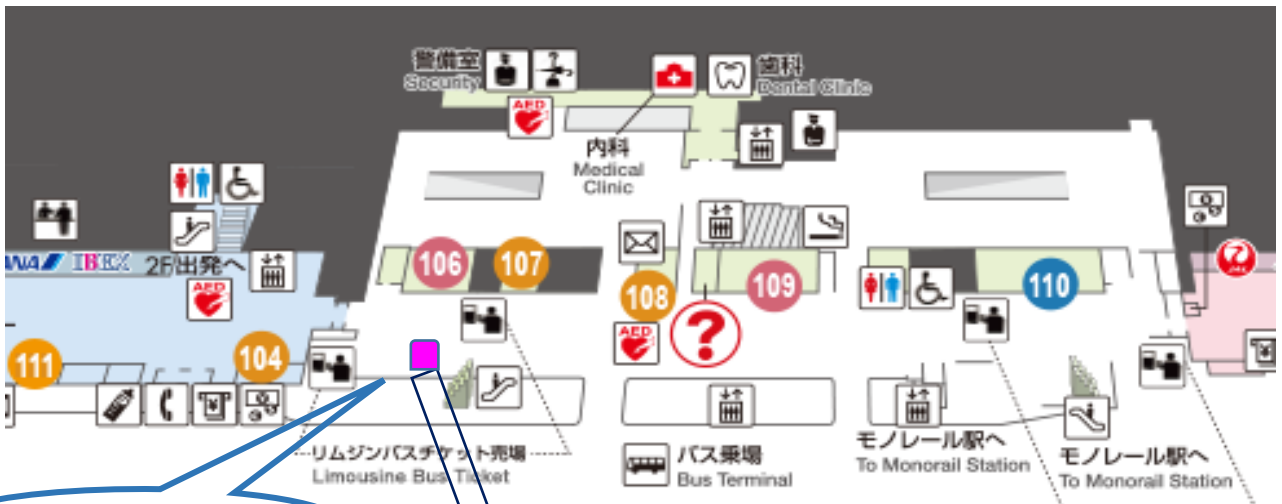 警備室
Security
歯科
Dental Clinic
AED
内科
Medical
Clinic
IBEX
2F出発へ
106
107
108
109
110
AED
AED
?
111
104
リムジンバスチケット売場
Limousine Bus Ticket
バス乗場
Bus Terminal
モノレール駅へ
To Monorail Station
モノレール駅へ
To Monorail Station